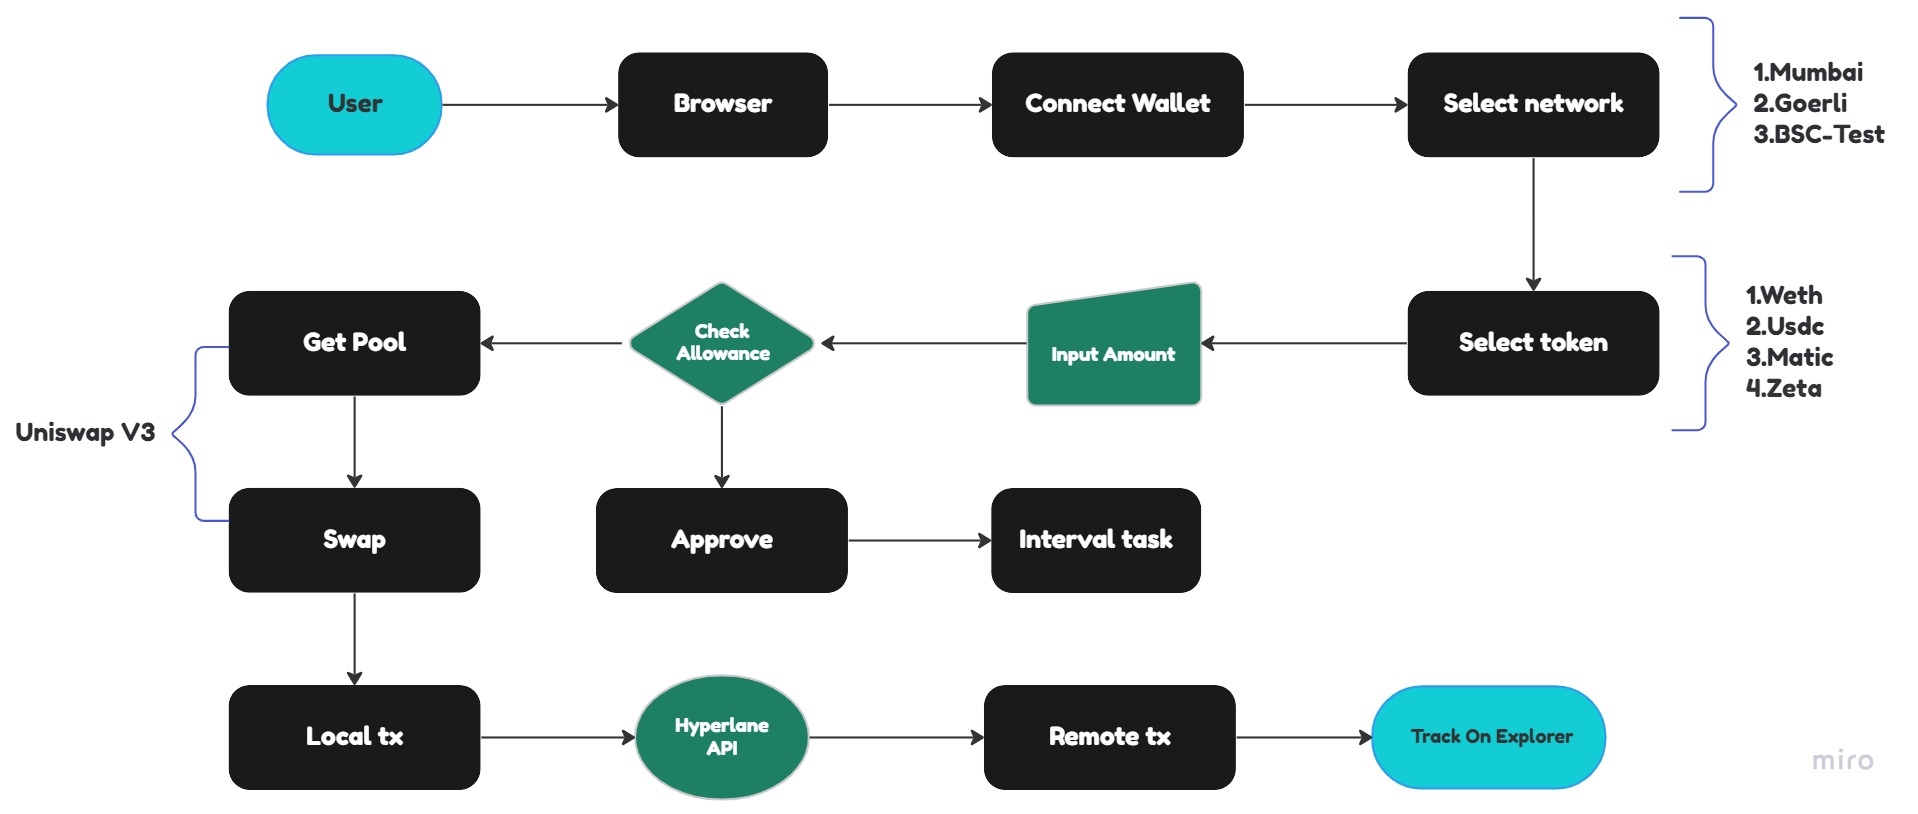 User
Browser
Connect Wallet
Select network
1.Mumbai
2.Goerli
3.BSC-Test
Get Pool
Check
Allowance
Input Amount
Select token
1.Weth
2.Usdc
3.Matic
4.Zeta
Uniswap V3
Swap
Approve
Interval task
Local tx
Hyperlane
API
Remote tx
Track On Explorer
miro